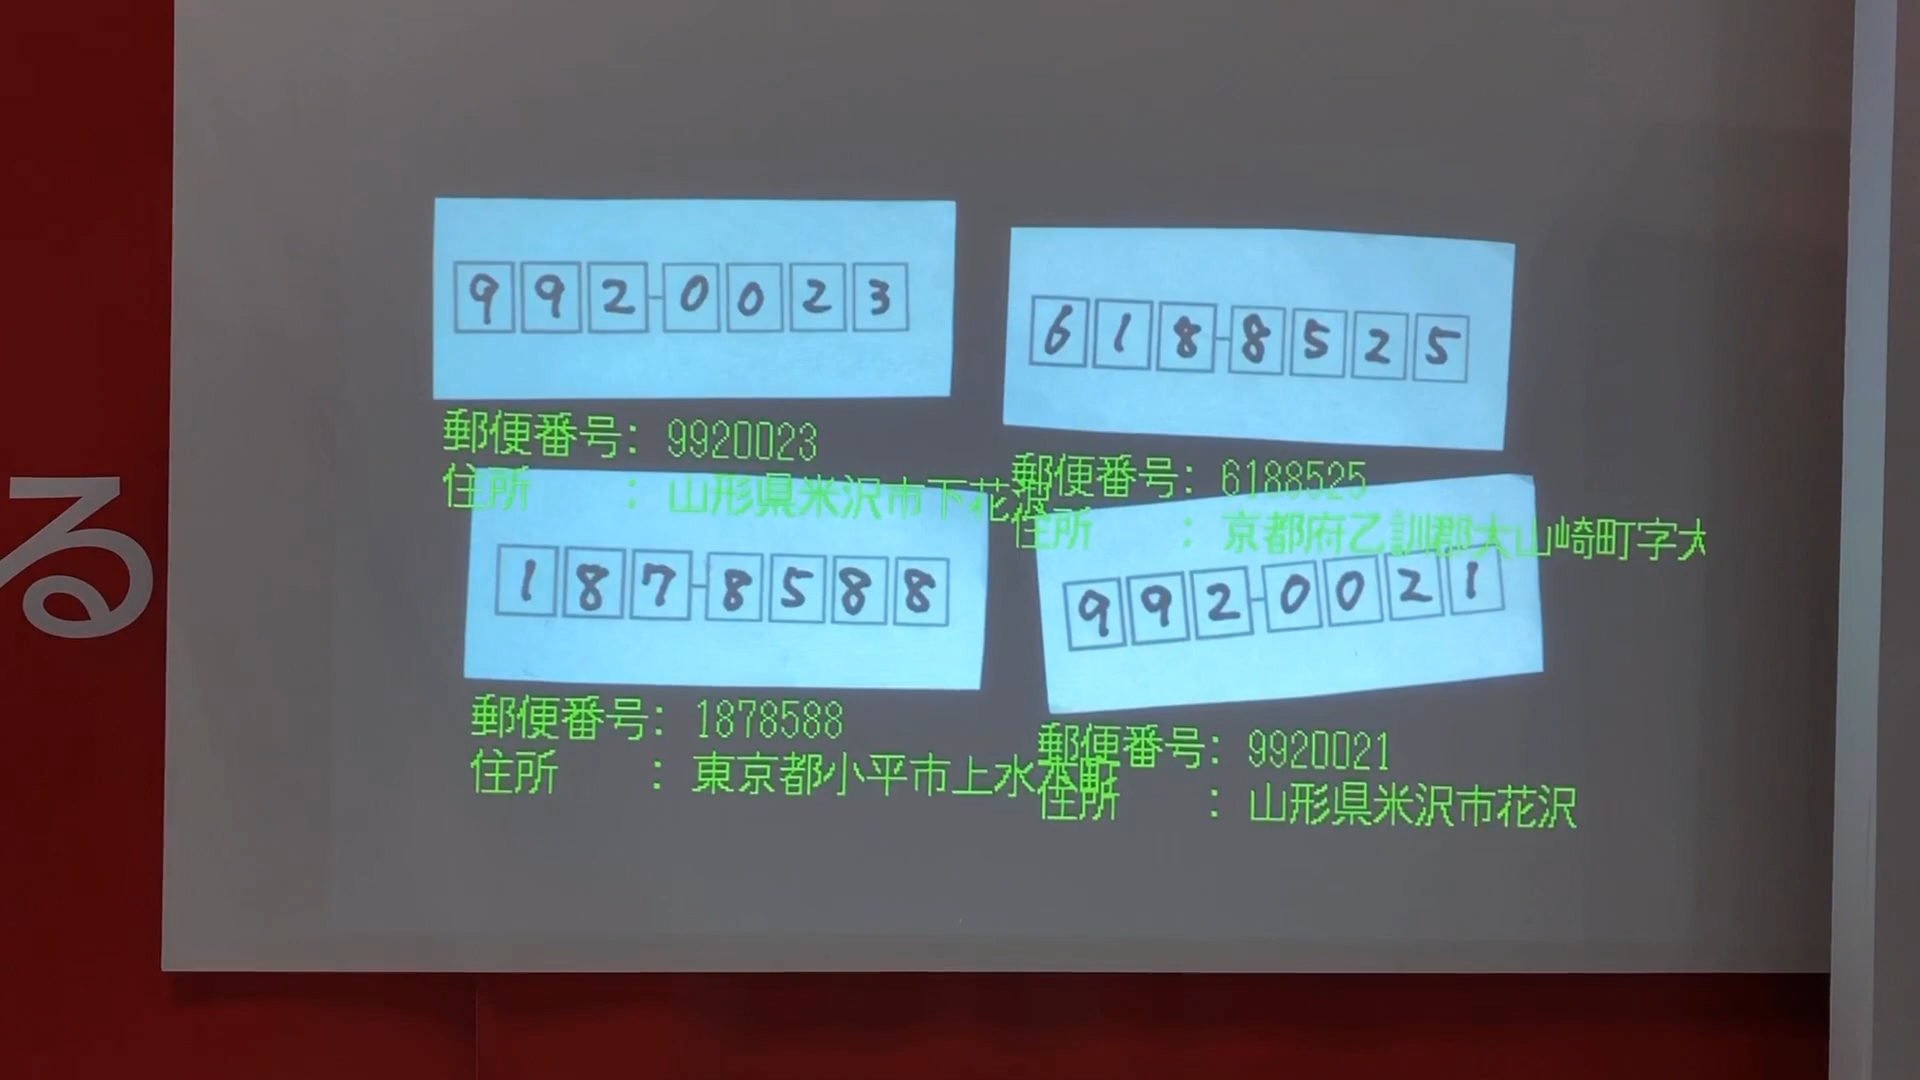 る
992-0023
郵便番号: 9920023
住所 : 山形県米沢市下花沢
618-8525
郵便番号: 6188525
住所 : 京都府乙訓郡大山崎町字大
187-8588
郵便番号: 1878588
住所 : 東京都小平市上水本町
992-0021
郵便番号: 9920021
住所 : 山形県米沢市花沢